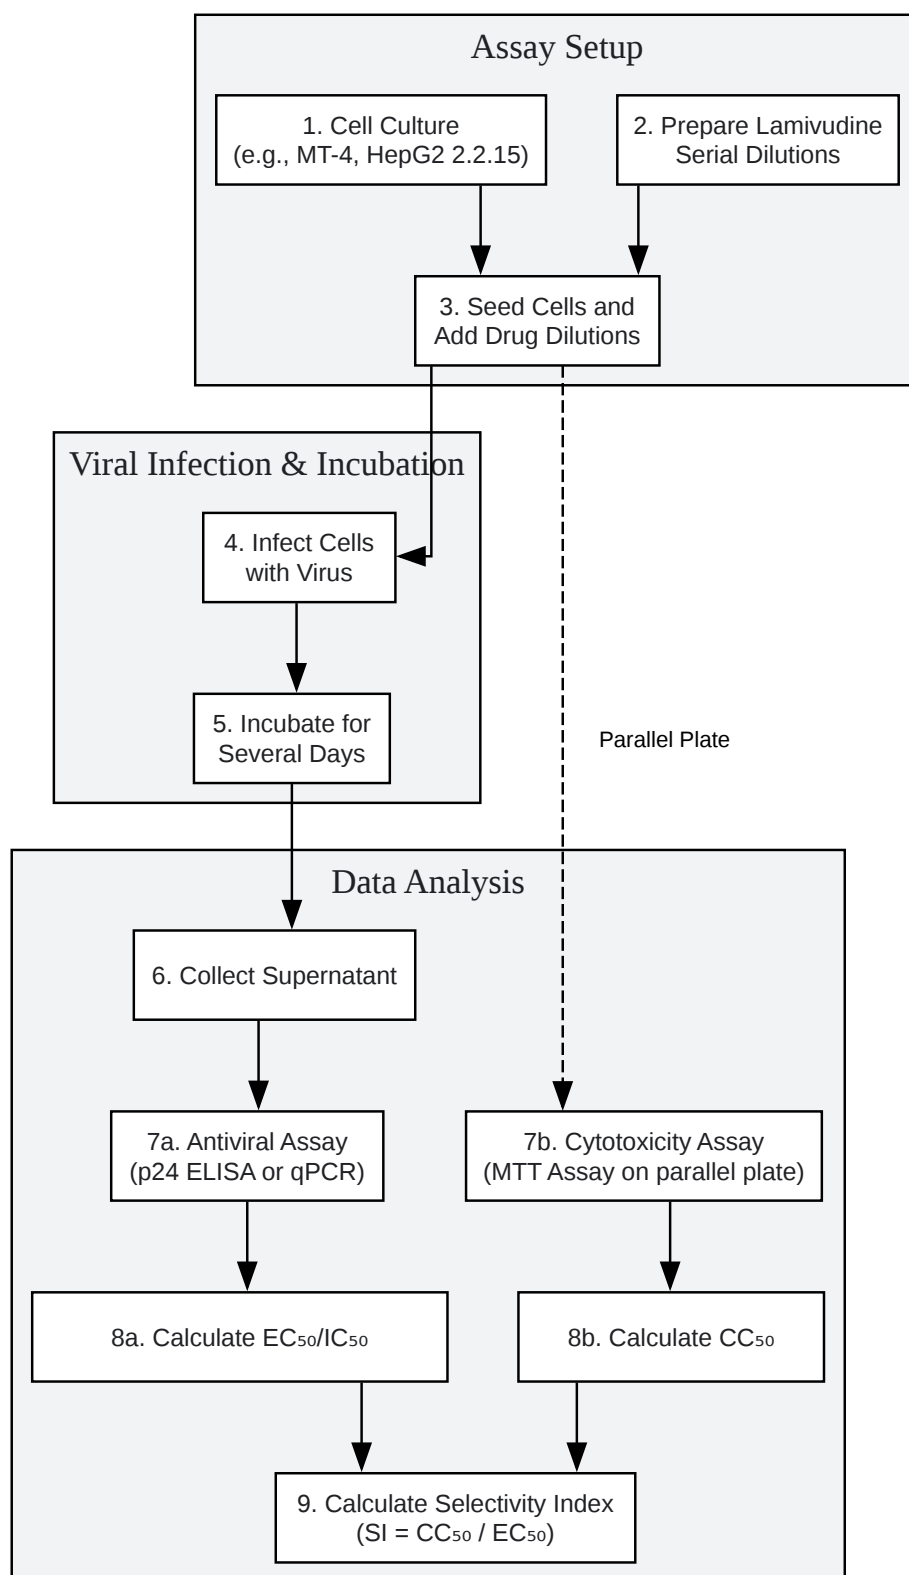 Assay Setup
1. Cell Culture
(e.g., MT-4, HepG2 2.2.15)
2. Prepare Lamivudine
Serial Dilutions
3. Seed Cells and
Add Drug Dilutions
Viral Infection & Incubation
4. Infect Cells
with Virus
5. Incubate for
Several Days
Parallel Plate
Data Analysis
6. Collect Supernatant
7a. Antiviral Assay
(p24 ELISA or qPCR)
7b. Cytotoxicity Assay
(MTT Assay on parallel plate)
8a. Calculate EC₅₀/IC₅₀
8b. Calculate CC₅₀
9. Calculate Selectivity Index
(SI = CC₅₀ / EC₅₀)